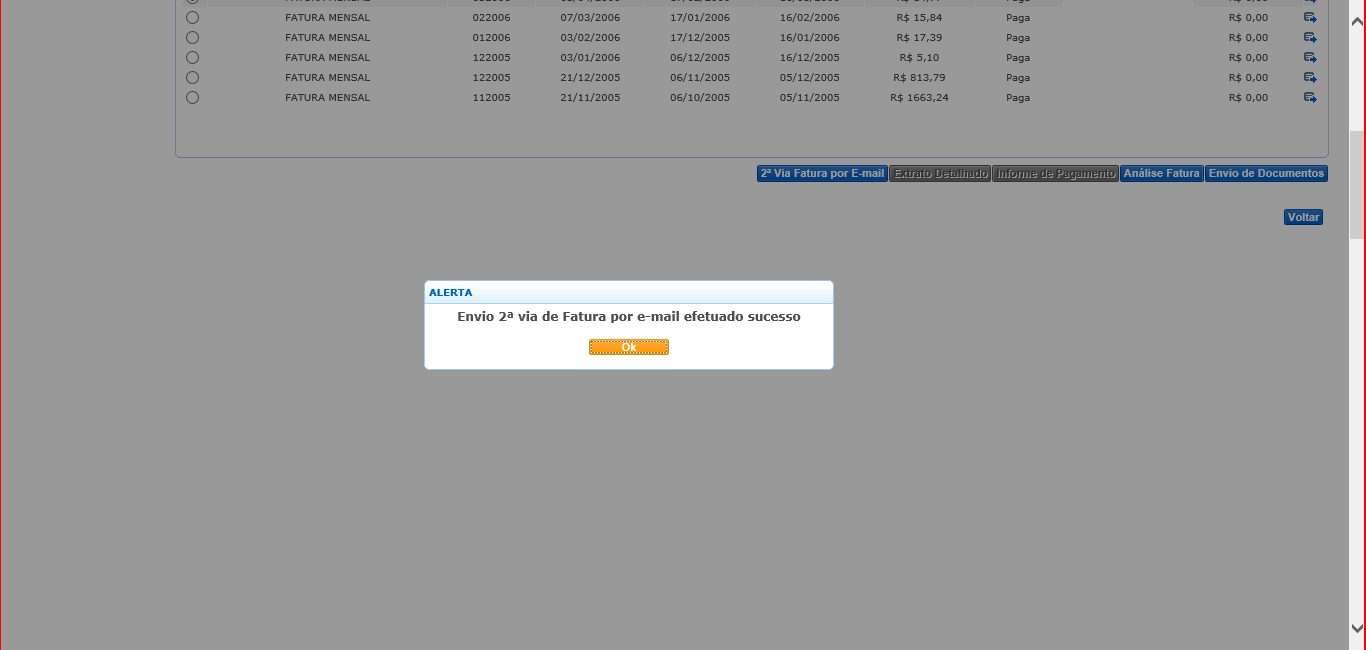 FATURA MENSAL 022006 07/03/2006 17/01/2006 16/02/2006 R$ 15,84 Paga R$ 0,00
FATURA MENSAL 012006 03/02/2006 17/12/2005 16/01/2006 R$ 17,39 Paga R$ 0,00
FATURA MENSAL 122005 03/01/2006 06/12/2005 16/12/2005 R$ 5,10 Paga R$ 0,00
FATURA MENSAL 122005 21/12/2005 06/11/2005 05/12/2005 R$ 813,79 Paga R$ 0,00
FATURA MENSAL 112005 21/11/2005 06/10/2005 05/11/2005 R$ 1663,24 Paga R$ 0,00
2ª Via Fatura por E-mail Extrato Detalhado Informe de Pagamento Análise Fatura Envio de Documentos
Voltar
ALERTA
Envio 2ª via de Fatura por e-mail efetuado sucesso
Ok